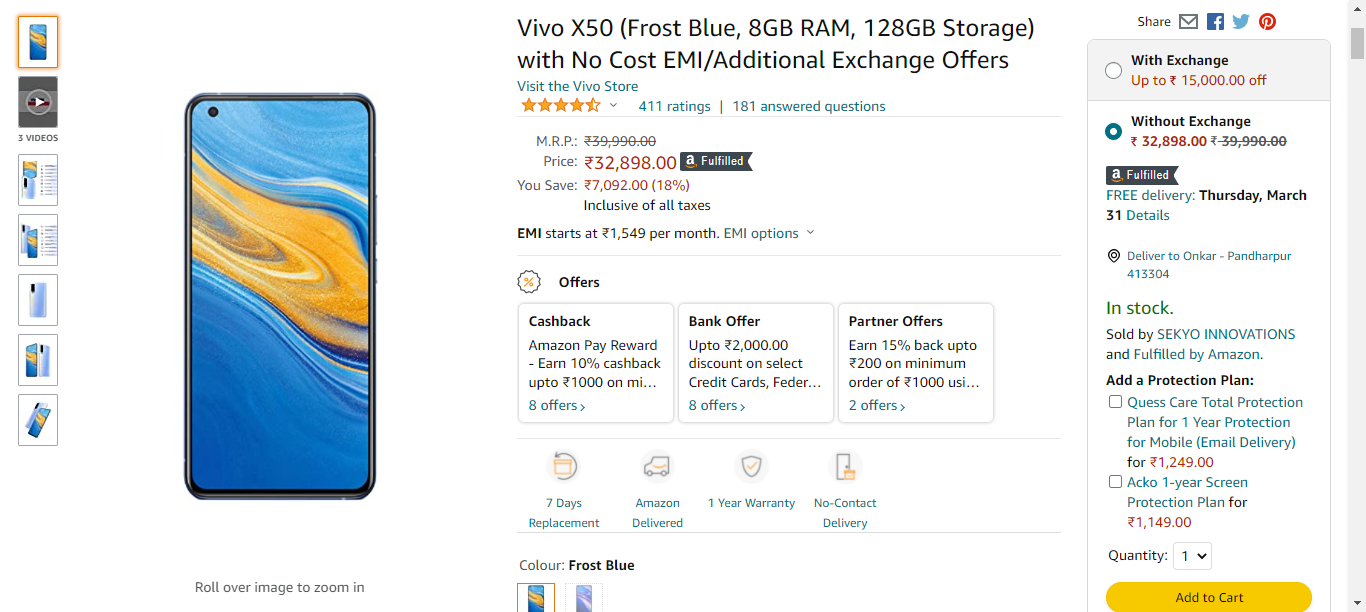 3 VIDEOS
Roll over image to zoom in
Vivo X50 (Frost Blue, 8GB RAM, 128GB Storage)
with No Cost EMI/Additional Exchange Offers
Visit the Vivo Store
411 ratings | 181 answered questions
M.R.P.: ₹39,990.00
Price: ₹32,898.00 a Fulfilled
You Save: ₹7,092.00 (18%)
Inclusive of all taxes
EMI starts at ₹1,549 per month. EMI options
% Offers
Cashback
Amazon Pay Reward
- Earn 10% cashback
upto ₹1000 on mi...
8 offers ›
Bank Offer
Upto ₹2,000.00
discount on select
Credit Cards, Feder...
8 offers ›
Partner Offers
Earn 15% back upto
₹200 on minimum
order of ₹1000 usi...
2 offers ›
7 Days
Replacement
Amazon
Delivered
1 Year Warranty
No-Contact
Delivery
Colour: Frost Blue
Share
With Exchange
Up to ₹ 15,000.00 off
Without Exchange
₹ 32,898.00 ₹ 39,990.00
a Fulfilled
FREE delivery: Thursday, March
31 Details
Deliver to Onkar - Pandharpur
413304
In stock.
Sold by SEKYO INNOVATIONS
and Fulfilled by Amazon.
Add a Protection Plan:
Quess Care Total Protection
Plan for 1 Year Protection
for Mobile (Email Delivery)
for ₹1,249.00
Acko 1-year Screen
Protection Plan for
₹1,149.00
Quantity: 1
Add to Cart